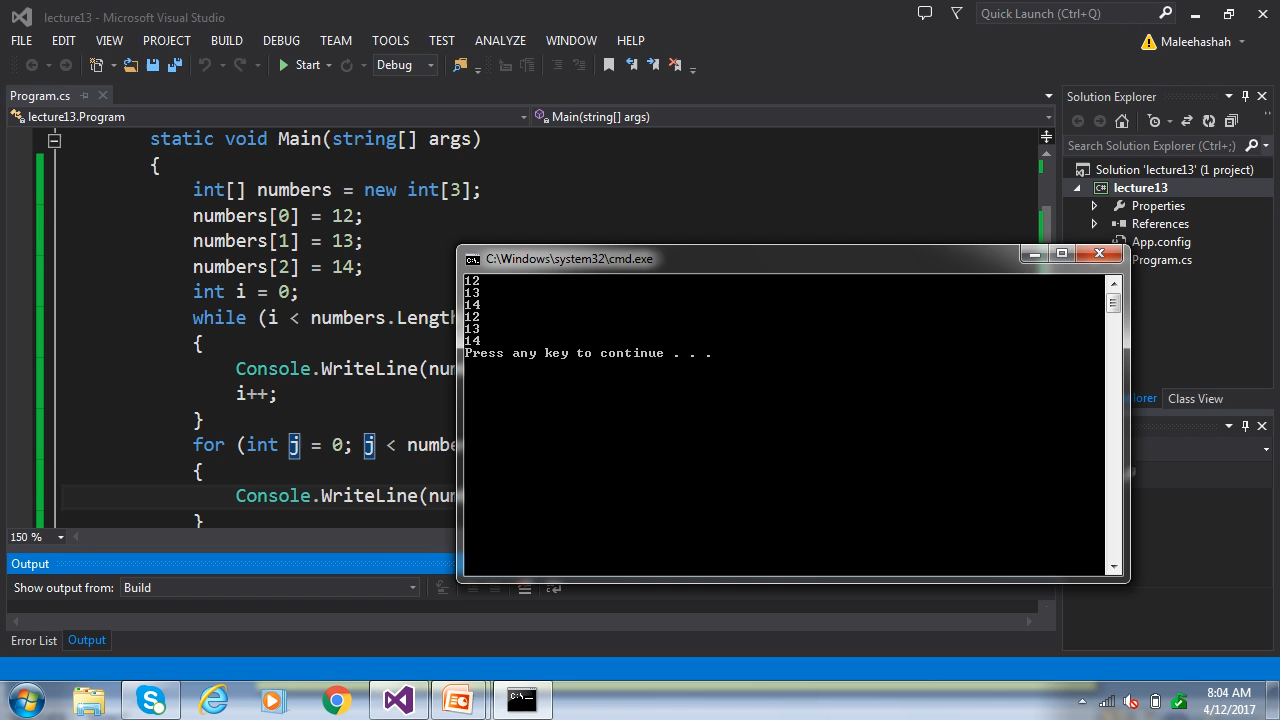 lecture13 - Microsoft Visual Studio
Quick Launch (Ctrl+Q)
FILE EDIT VIEW PROJECT BUILD DEBUG TEAM TOOLS TEST ANALYZE WINDOW HELP
Maleehashah
Start Debug
Program.cs
lecture13.Program
Main(string[] args)
static void Main(string[] args)
{
int[] numbers = new int[3];
numbers[0] = 12;
numbers[1] = 13;
numbers[2] = 14;
int i = 0;
while (i < numbers.Length
{
Console.WriteLine(num
i++;
}
for (int j = 0; j < numbe
{
Console.WriteLine(num
}
150 %
Output
Show output from: Build
Error List Output
C:\Windows\system32\cmd.exe
12
13
14
12
13
14
Press any key to continue . . .
Solution Explorer
Search Solution Explorer (Ctrl+;)
Solution 'lecture13' (1 project)
C# lecture13
Properties
References
App.config
Program.cs
lorer Class View
8:04 AM
4/12/2017